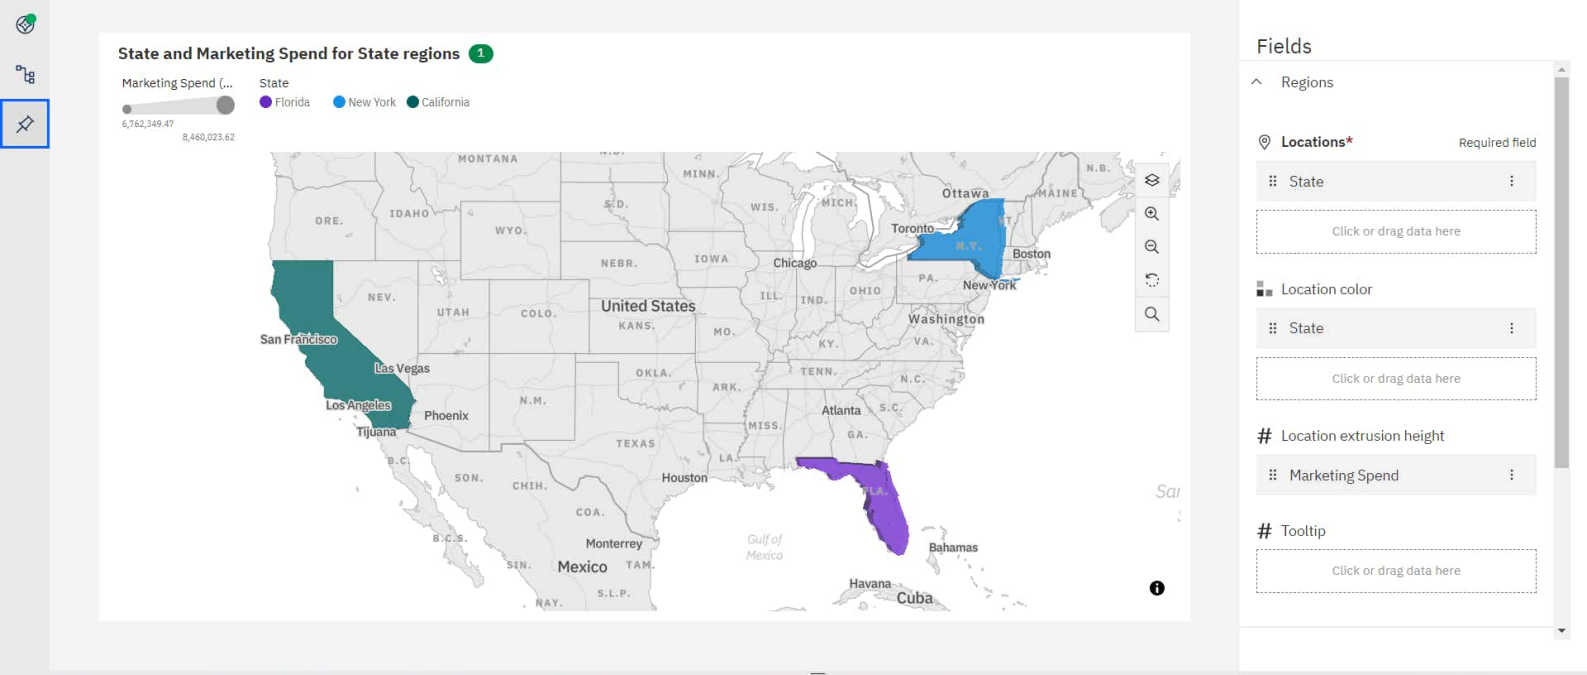 State and Marketing Spend for State regions 1
Marketing Spend (...
6,762,349.47
8,460,023.62
State
Florida New York California
MONTANA
MINN.
N.B.
Ottawa
MAINE
ORE.
IDAHO
S.D.
WIS.
MICH.
WYO.
Toronto
VT.
N.Y.
Boston
NEBR.
IOWA
Chicago
PA.
New York
NEV.
UTAH
COLO.
United States
ILL.
IND.
OHIO
KANS.
MO.
Washington
San Francisco
KY.
VA.
Las Vegas
OKLA.
TENN.
N.C.
ARK.
Los Angeles
Phoenix
N.M.
Atlanta
S.C.
Tijuana
MISS.
GA.
TEXAS
B.C.
LA.
SON.
CHIH.
Houston
FLA.
COA.
B.C.S.
Monterrey
Gulf of
Mexico
Bahamas
SIN.
Mexico
TAM.
Havana
S.L.P.
Cuba
NAY.
Fields
Regions
Locations* Required field
State
Click or drag data here
Location color
State
Click or drag data here
# Location extrusion height
Marketing Spend
# Tooltip
Click or drag data here